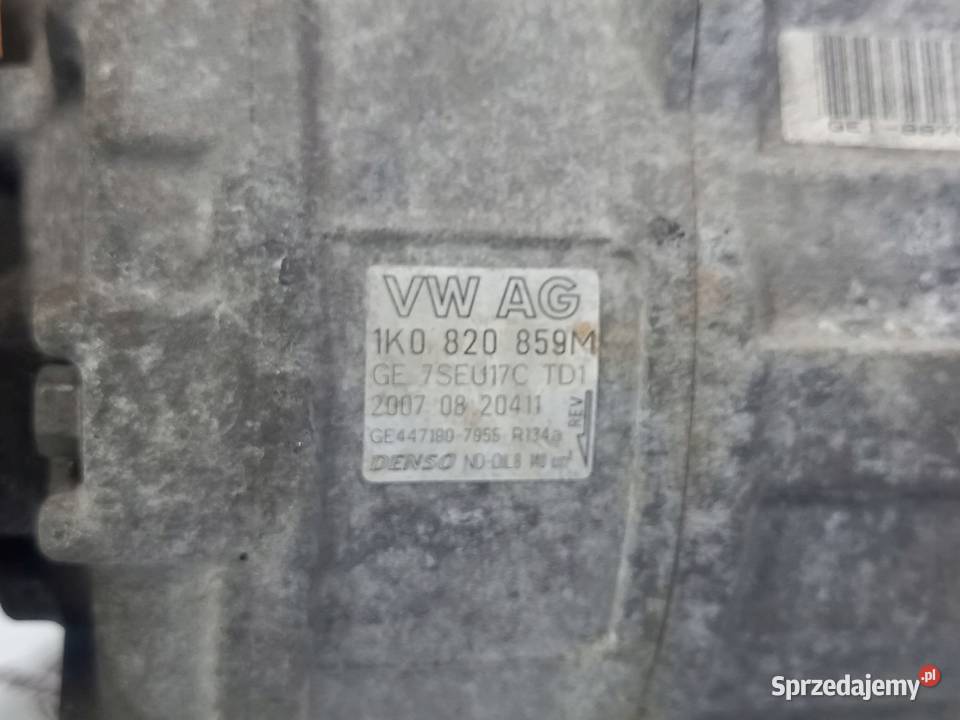 VW AG
1K0 820 859M
GE 7SEU17C TD1
2007 08 20411
REV
GE447180-7955 R134a
DENSO ND-OIL8
Sprzedajemy.pl